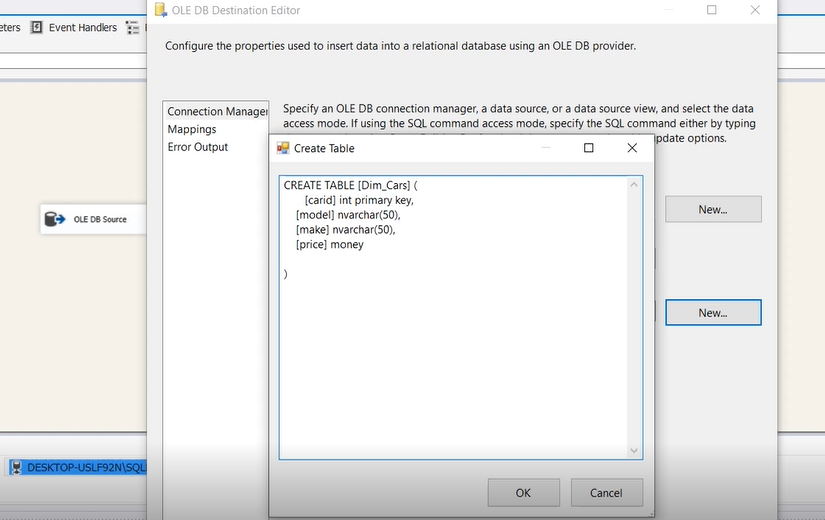 OLE DB Destination Editor
eters
Event Handlers
Configure the properties used to insert data into a relational database using an OLE DB provider.
Connection Manager
Mappings
Error Output
Specify an OLE DB connection manager, a data source, or a data source view, and select the data
access mode. If using the SQL command access mode, specify the SQL command either by typing
update options.
Create Table
CREATE TABLE [Dim_Cars] (
[carid] int primary key,
[model] nvarchar(50),
[make] nvarchar(50),
[price] money
)
OLE DB Source
New...
New...
DESKTOP-USLF92N\SQL
OK
Cancel